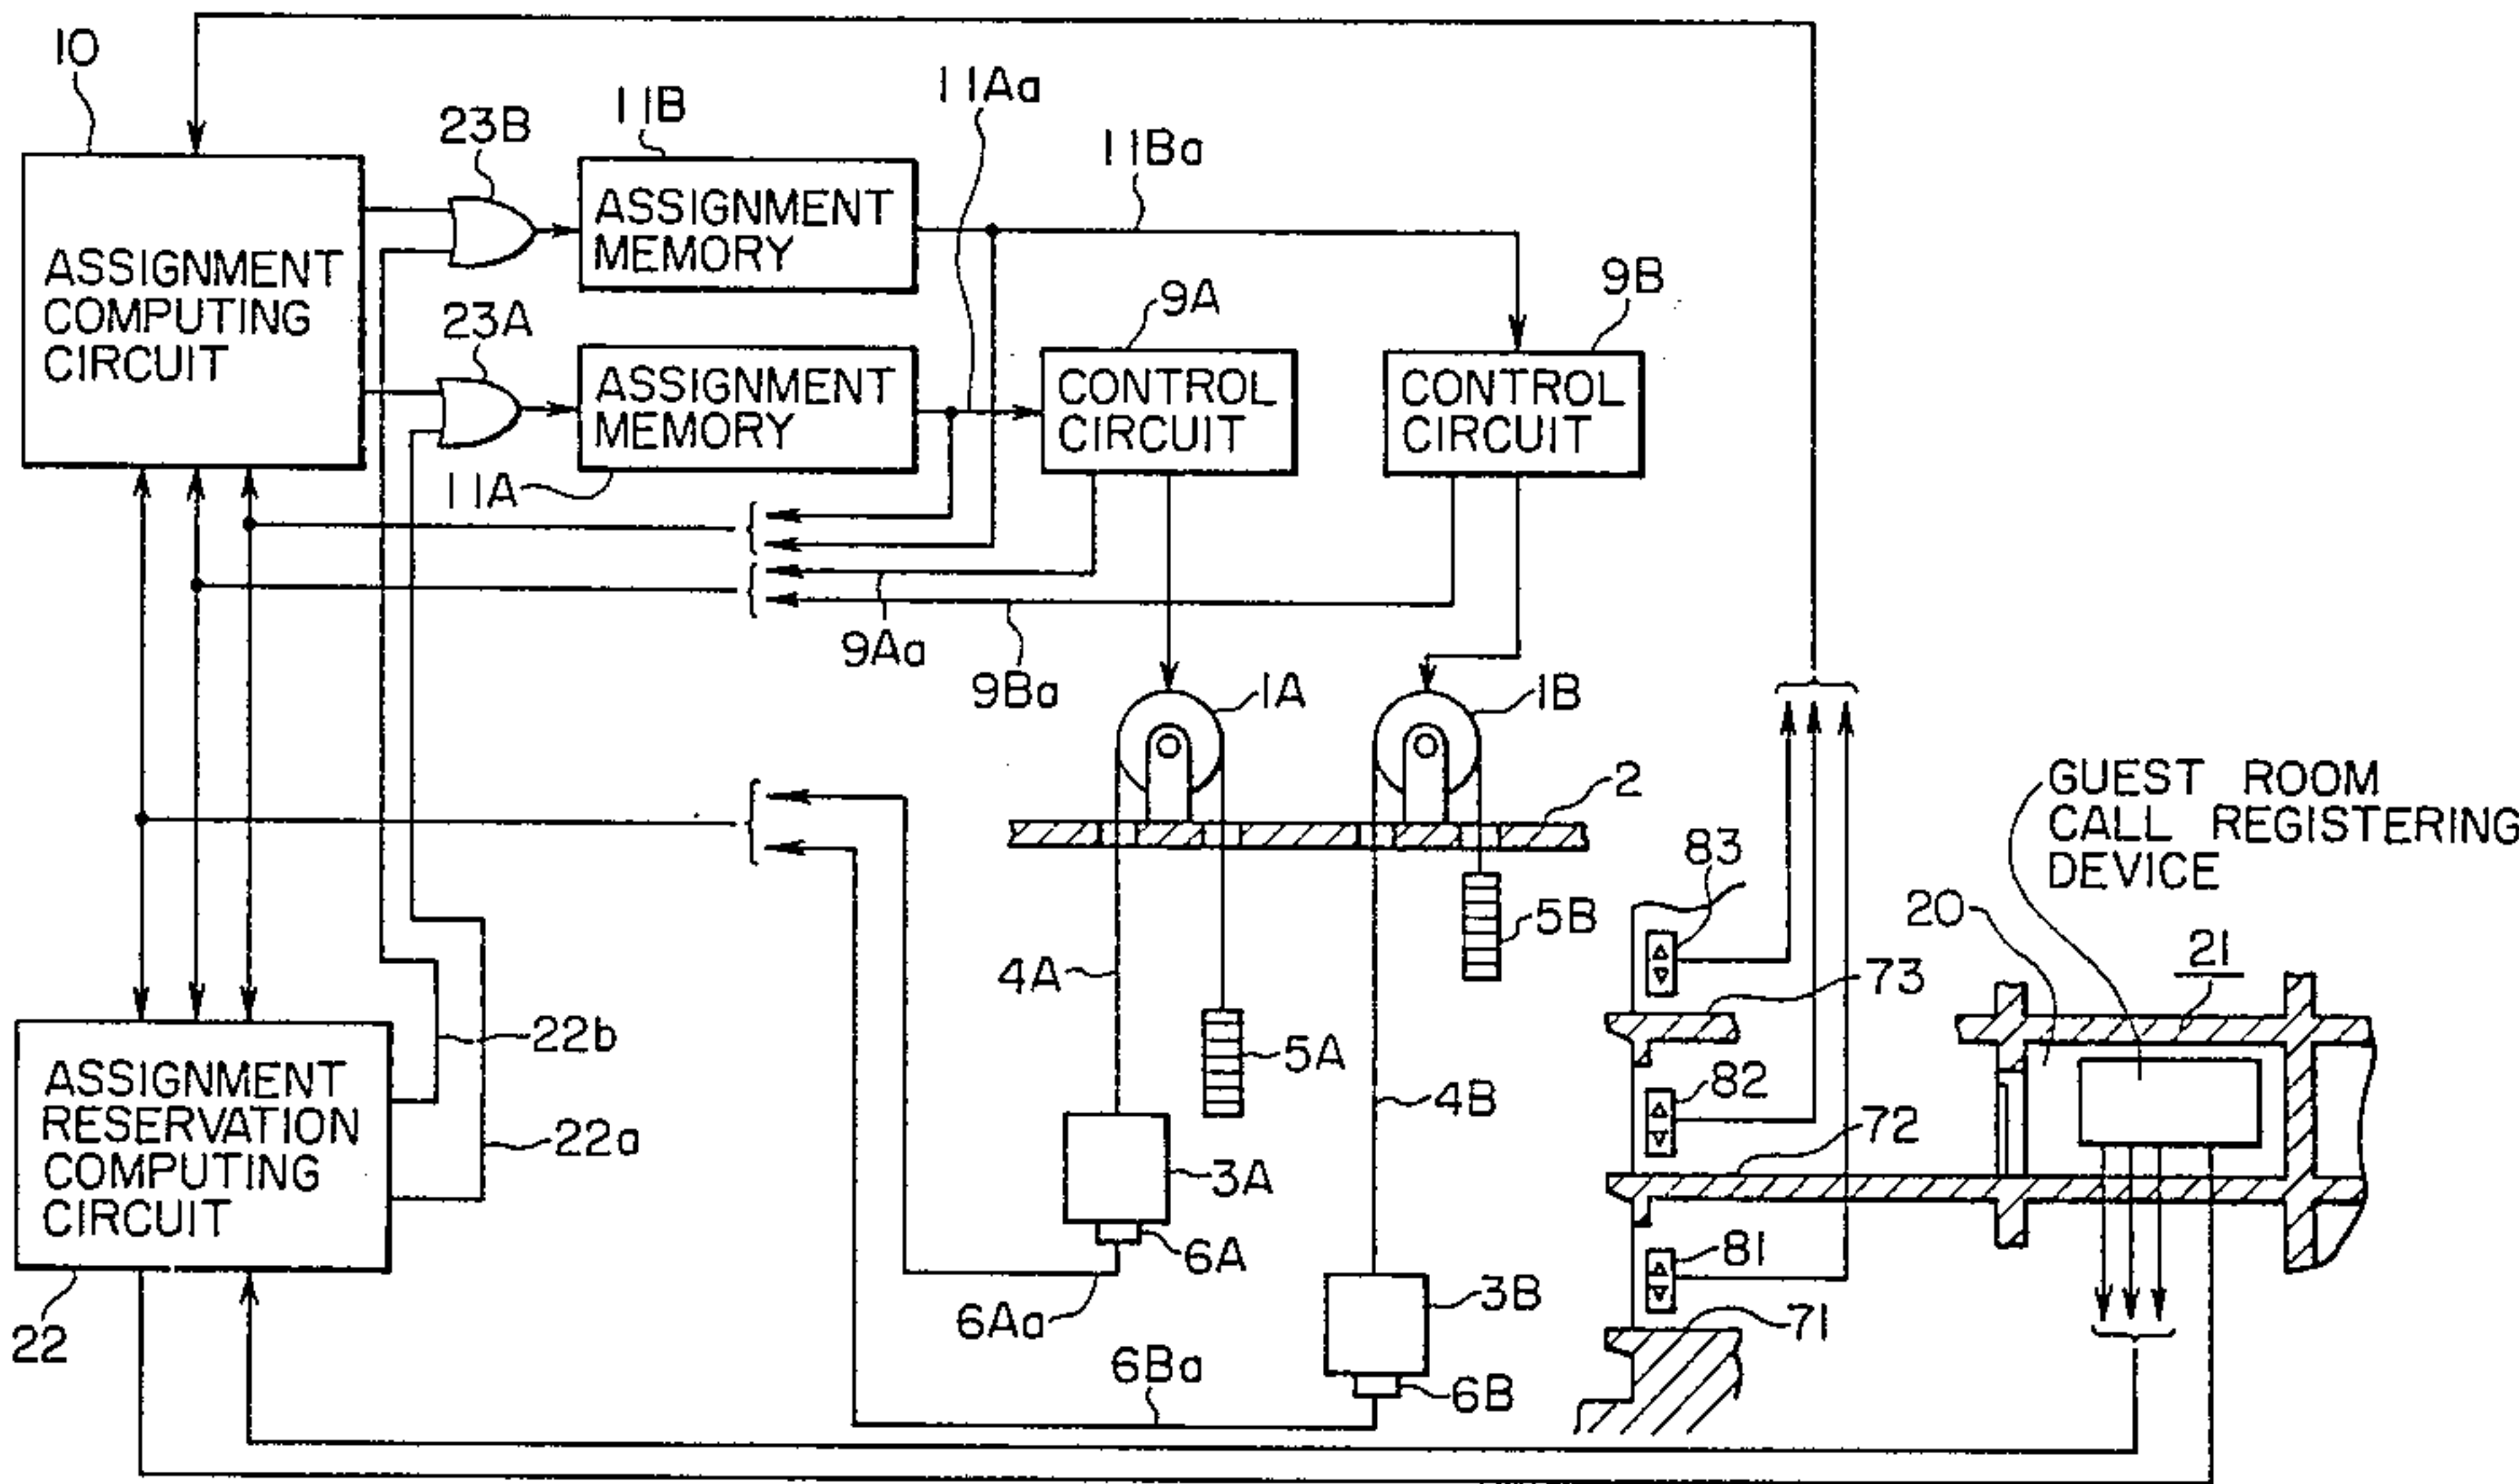 10
23B
11B
11Aa
11Ba
ASSIGNMENT
COMPUTING
CIRCUIT
ASSIGNMENT
MEMORY
9A
9B
23A
ASSIGNMENT
MEMORY
CONTROL
CIRCUIT
CONTROL
CIRCUIT
11A
9Aa
9Ba
1A
1B
2
GUEST ROOM
CALL REGISTERING
DEVICE
83
20
21
5B
4A
73
22b
5A
82
4B
72
ASSIGNMENT
RESERVATION
COMPUTING
CIRCUIT
22a
3A
6A
81
3B
6Aa
71
22
6Ba
6B